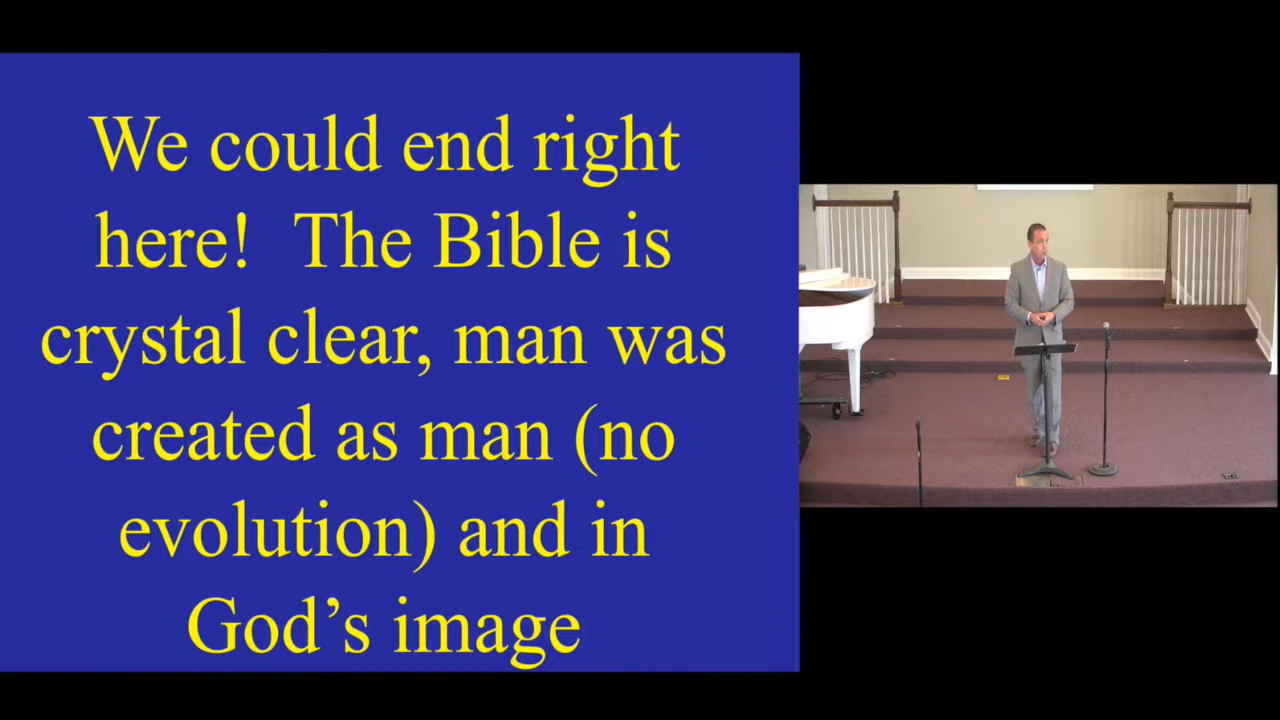 We could end right
here!  The Bible is
crystal clear, man was
created as man (no
evolution) and in
God’s image